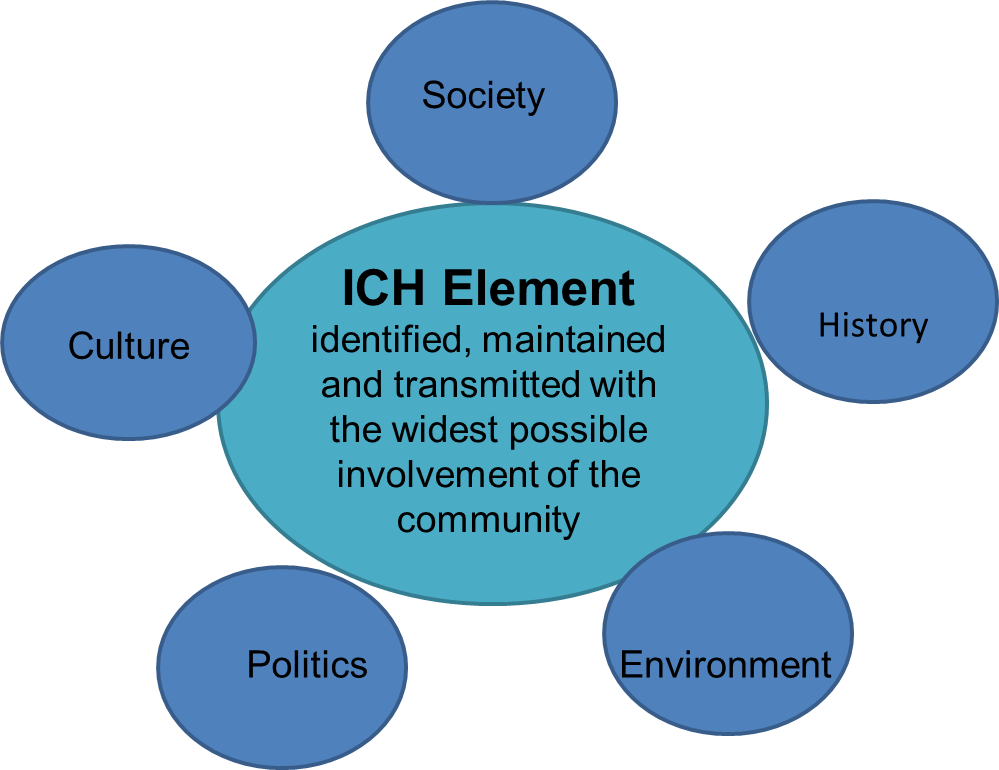 Society
ICH Element
identified, maintained
and transmitted with
the widest possible
involvement of the
community
History
Culture
Politics
Environment